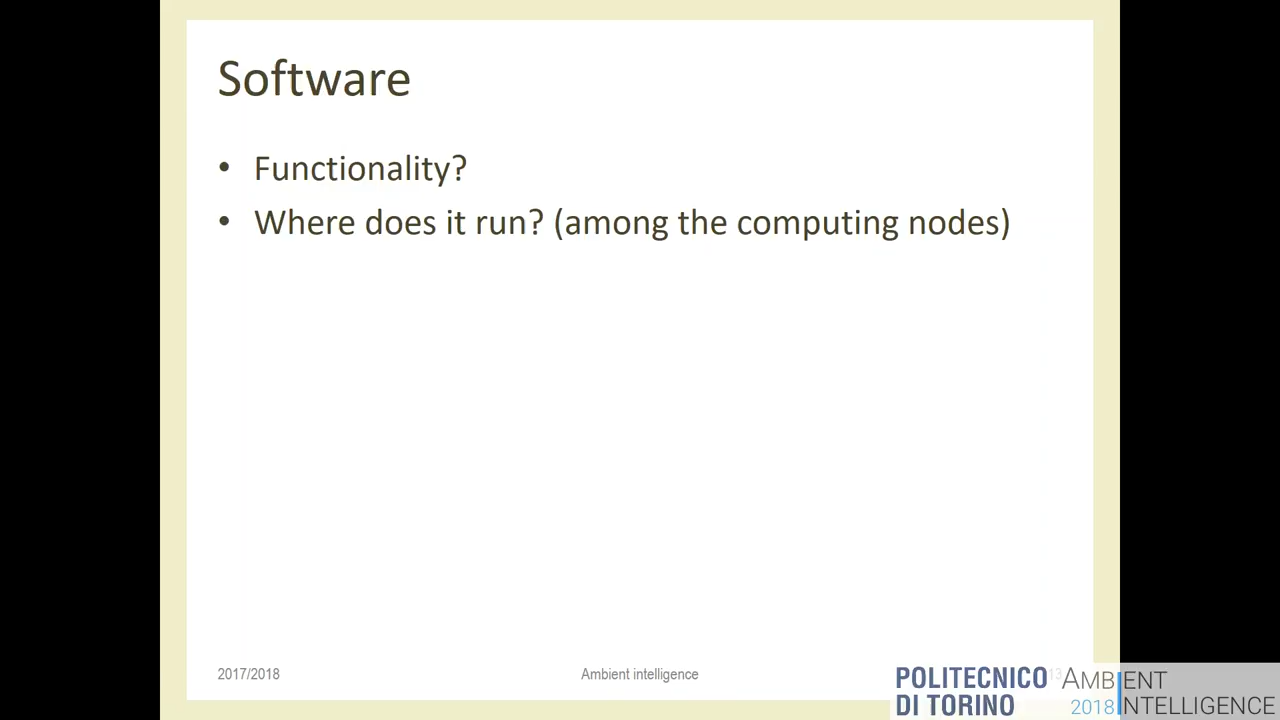 Software
• Functionality?
• Where does it run? (among the computing nodes)
2017/2018
Ambient intelligence
13
POLITECNICO
DI TORINO
AMBIENT
2018 INTELLIGENCE